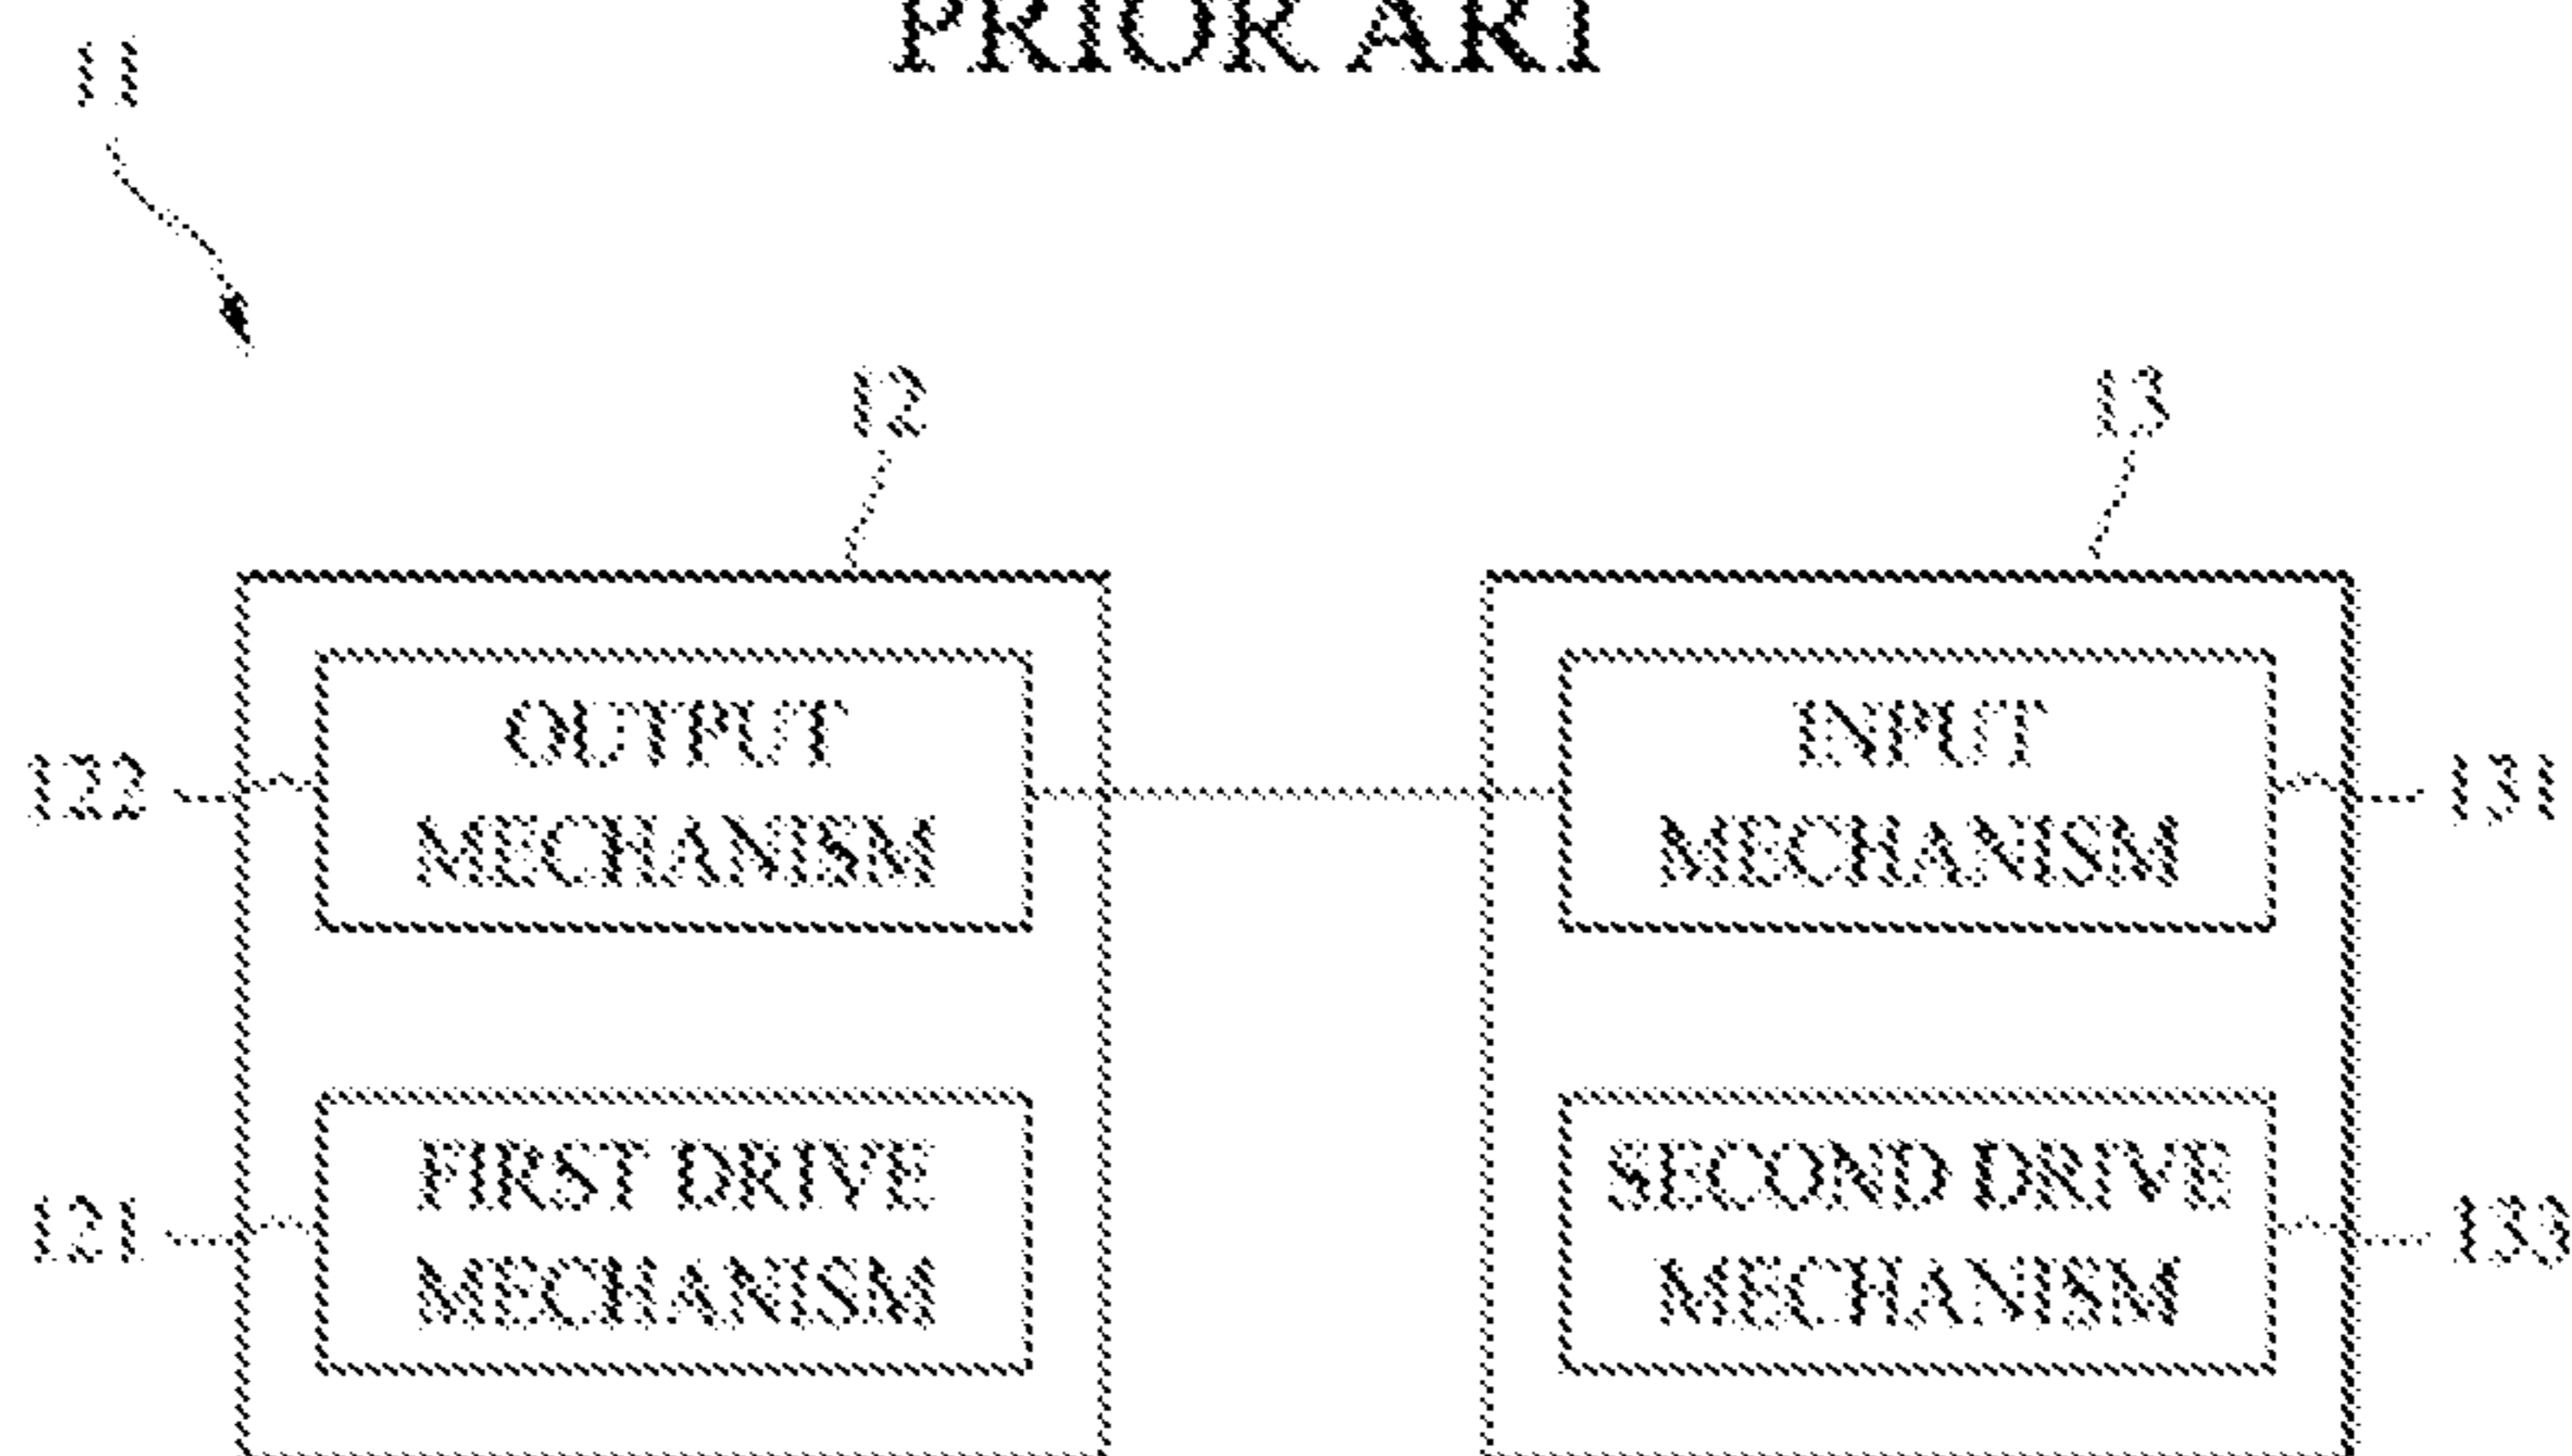 PRIOR ART
11
12
13
OUTPUT
MECHANISM
INPUT
MECHANISM
122
131
FIRST DRIVE
MECHANISM
SECOND DRIVE
MECHANISM
121
133